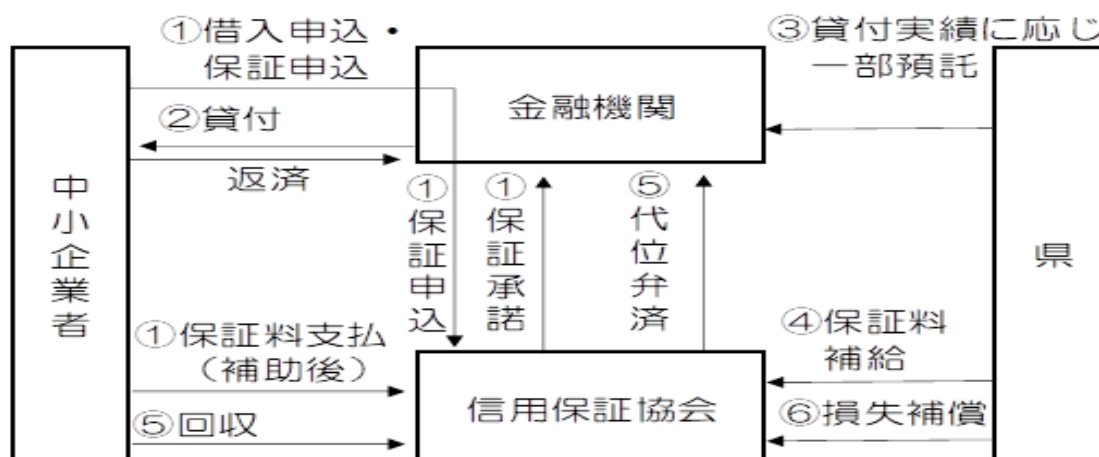 ①借入申込・
保証申込
③貸付実績に応じ
一部預託
金融機関
②貸付
返済
中小企業者
①保証申込
①保証承諾
⑤代位弁済
県
①保証料支払
（補助後）
④保証料
補給
信用保証協会
⑤回収
⑥損失補償